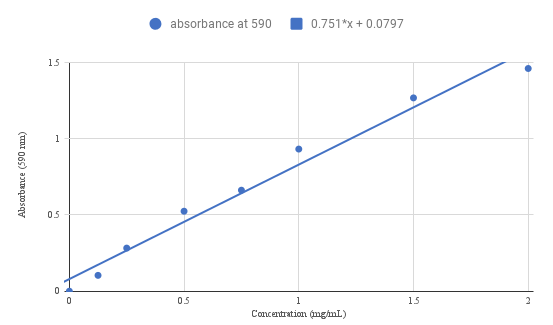 absorbance at 590 0.751*x + 0.0797
1.5
1
0.5
0
0 0.5 1 1.5 2
Absorbance (590 nm)
Concentration (mg/mL)